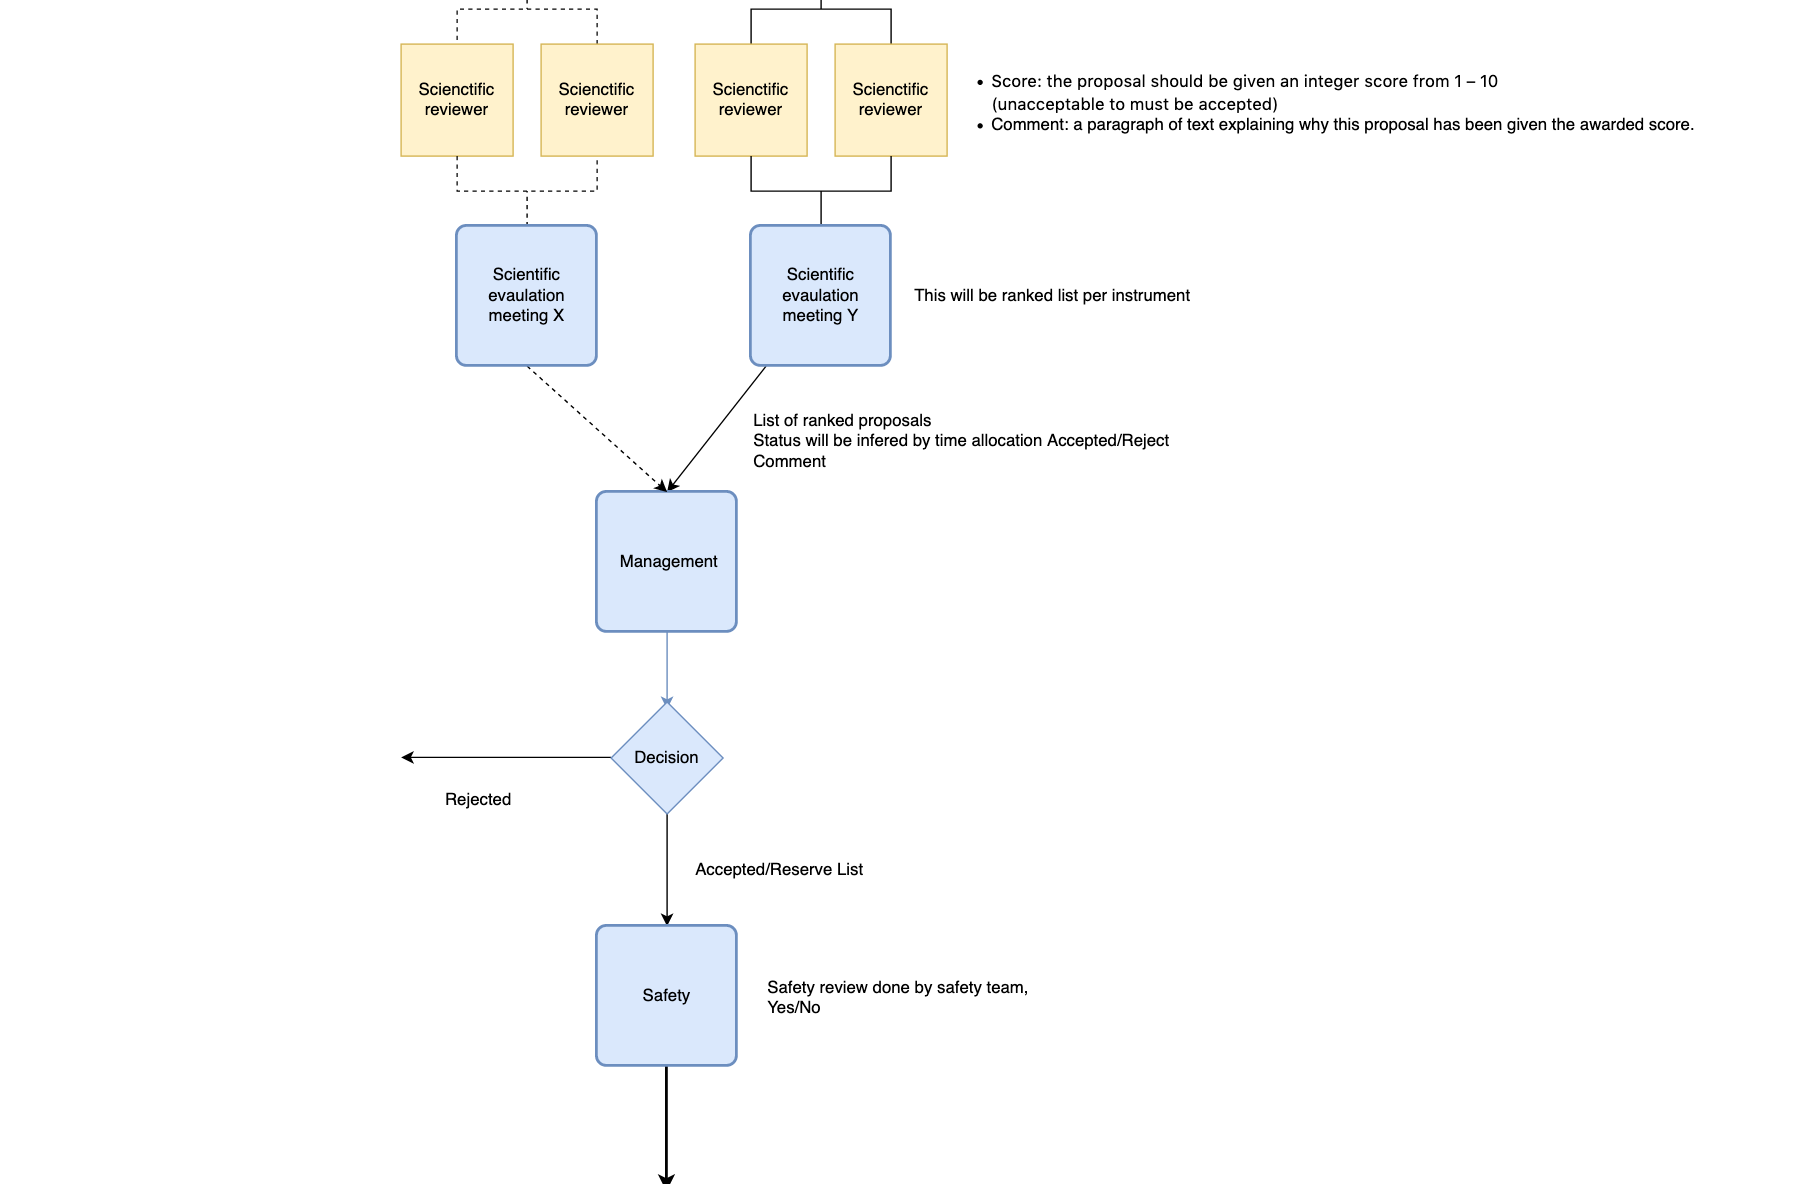 Scienctific
reviewer
Scienctific
reviewer
Scienctific
reviewer
Scienctific
reviewer
• Score: the proposal should be given an integer score from 1 – 10
(unacceptable to must be accepted)
• Comment: a paragraph of text explaining why this proposal has been given the awarded score.
Scientific
evaulation
meeting X
Scientific
evaulation
meeting Y
This will be ranked list per instrument
List of ranked proposals
Status will be infered by time allocation Accepted/Reject
Comment
Management
Decision
Rejected
Accepted/Reserve List
Safety
Safety review done by safety team,
Yes/No